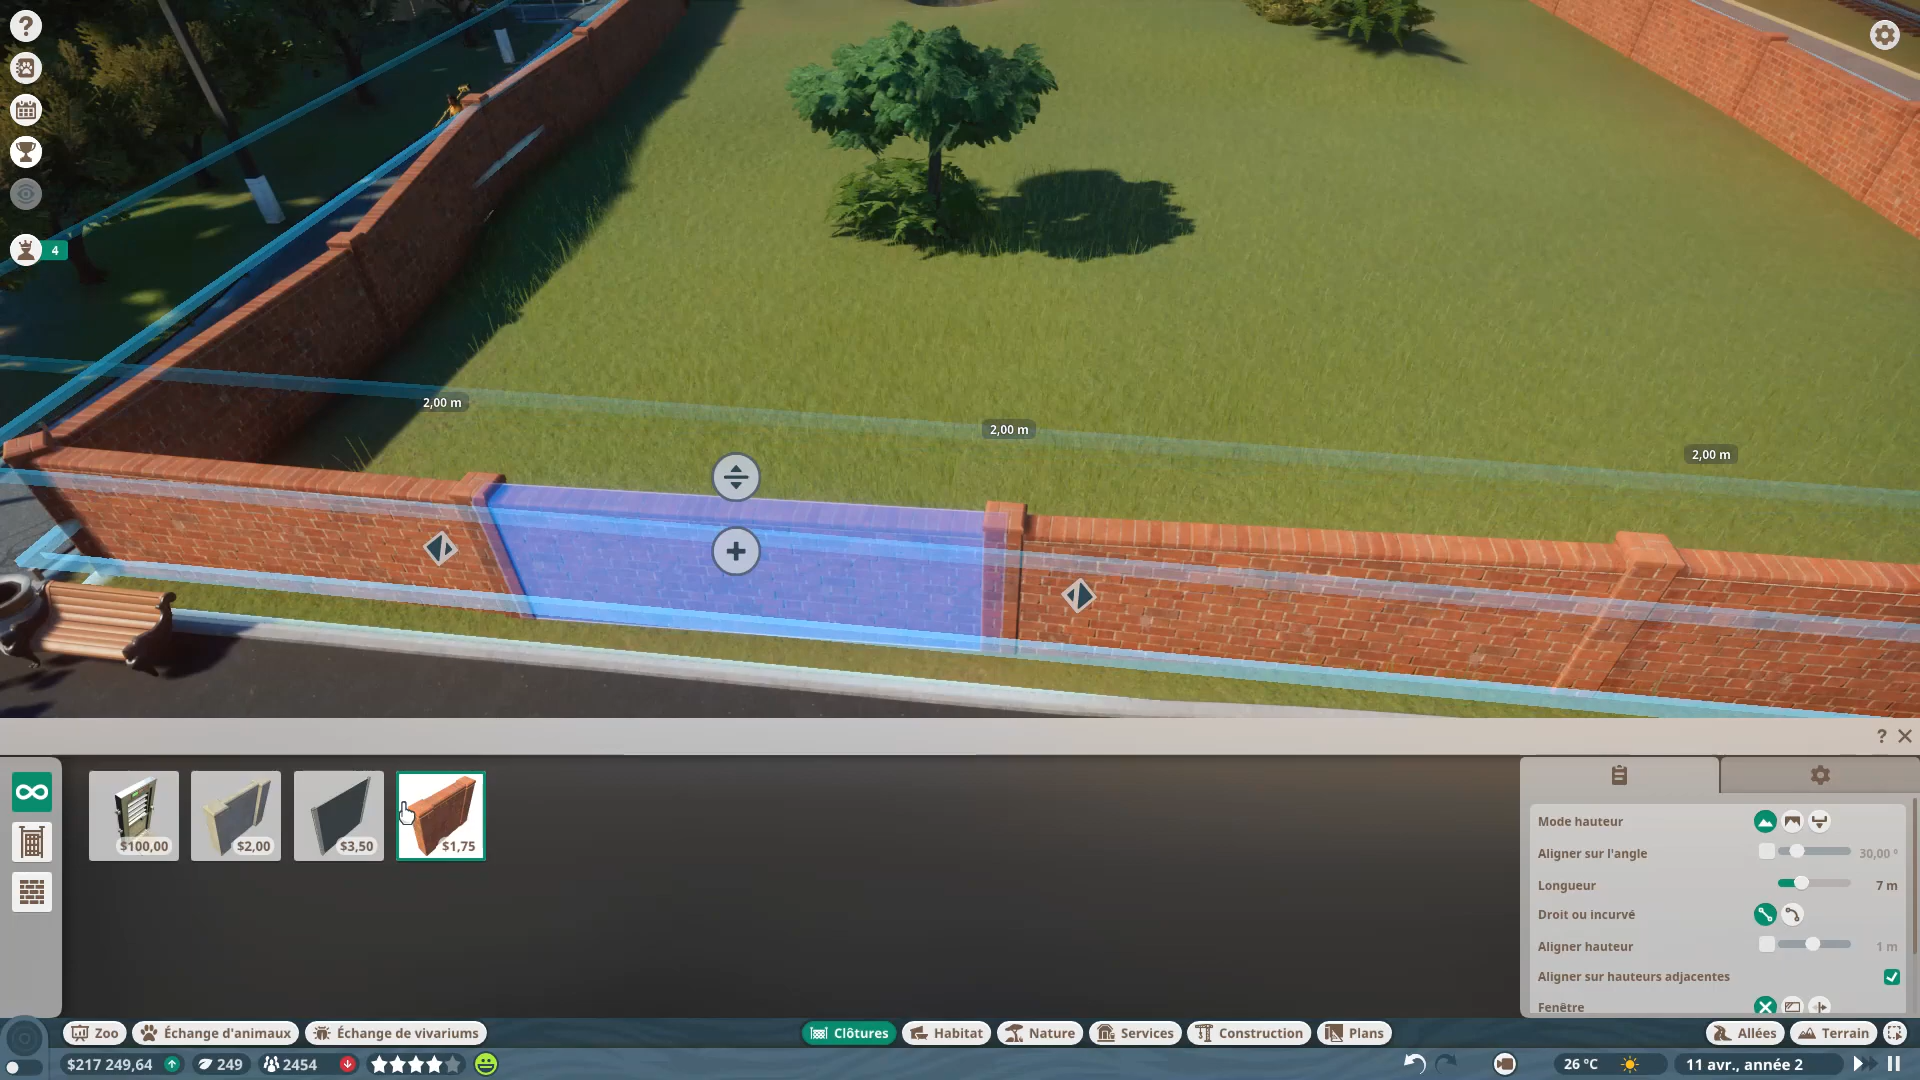 ?
4
2,00 m
2,00 m
2,00 m
?
$100,00
$2,00
$3,50
$1,75
Mode hauteur
Aligner sur l'angle 30,00 °
Longueur 7 m
Droit ou incurvé
Aligner hauteur 1 m
Aligner sur hauteurs adjacentes
Fenêtre
Zoo Échange d'animaux Échange de vivariums Clôtures Habitat Nature Services Construction Plans Allées Terrain
$217 249,64 249 2454 26 °C 11 avr., année 2